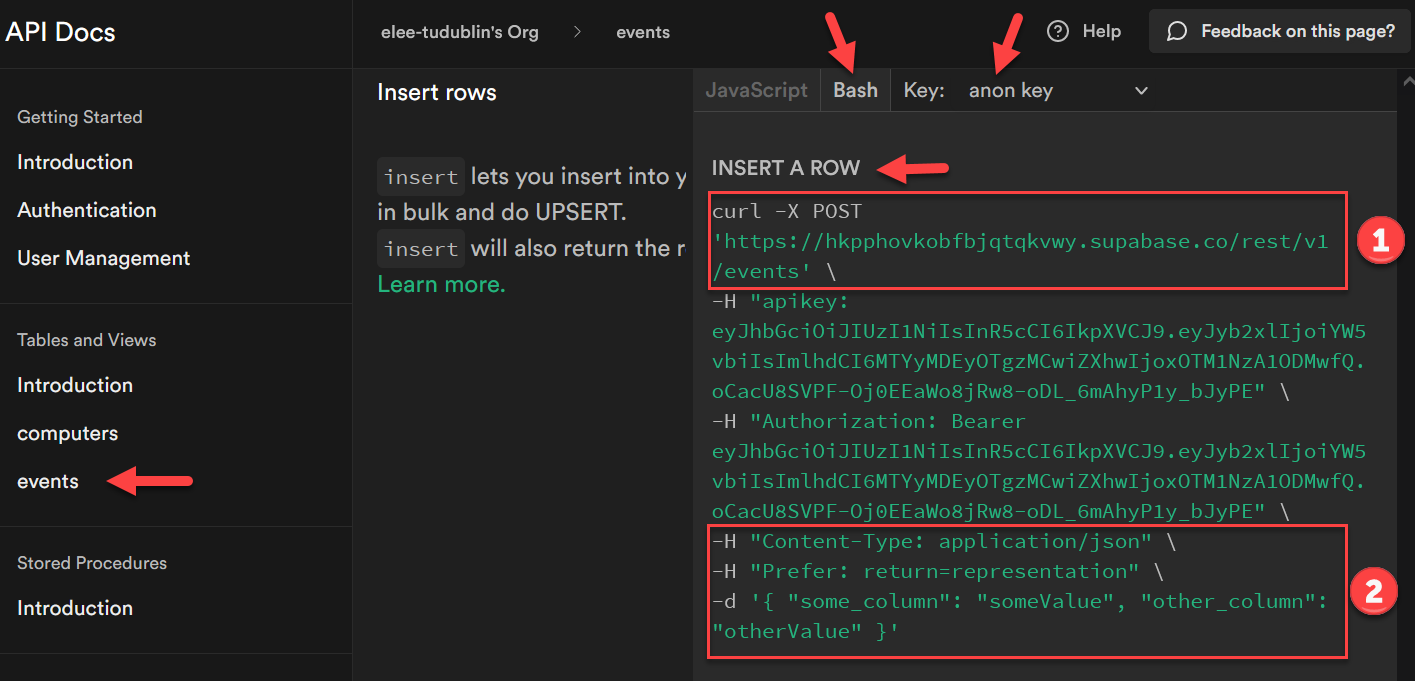 API Docs
elee-tudublin's Org > events
Help
Feedback on this page?
Getting Started
Introduction
Authentication
User Management
Tables and Views
Introduction
computers
events
Stored Procedures
Introduction
Insert rows
insert lets you insert into y
in bulk and do UPSERT.
insert will also return the r
Learn more.
JavaScript Bash Key: anon key
INSERT A ROW
curl -X POST
'https://hkpphovkobfbjqtqkvwy.supabase.co/rest/v1
/events' \
1
-H "apikey:
eyJhbGciOiJIUzI1NiIsInR5cCI6IkpXVCJ9.eyJyb2xlIjoiYW5
vbiIsImlhdCI6MTYyMDEyOTgzMCwiZXhwIjoxOTM1NzA1ODMwfQ.
oCacU8SVPF-Oj0EEaWo8jRw8-oDL_6mAhyP1y_bJyPE" \
-H "Authorization: Bearer
eyJhbGciOiJIUzI1NiIsInR5cCI6IkpXVCJ9.eyJyb2xlIjoiYW5
vbiIsImlhdCI6MTYyMDEyOTgzMCwiZXhwIjoxOTM1NzA1ODMwfQ.
oCacU8SVPF-Oj0EEaWo8jRw8-oDL_6mAhyP1y_bJyPE" \
-H "Content-Type: application/json" \
-H "Prefer: return=representation" \
-d '{ "some_column": "someValue", "other_column":
"otherValue" }'
2